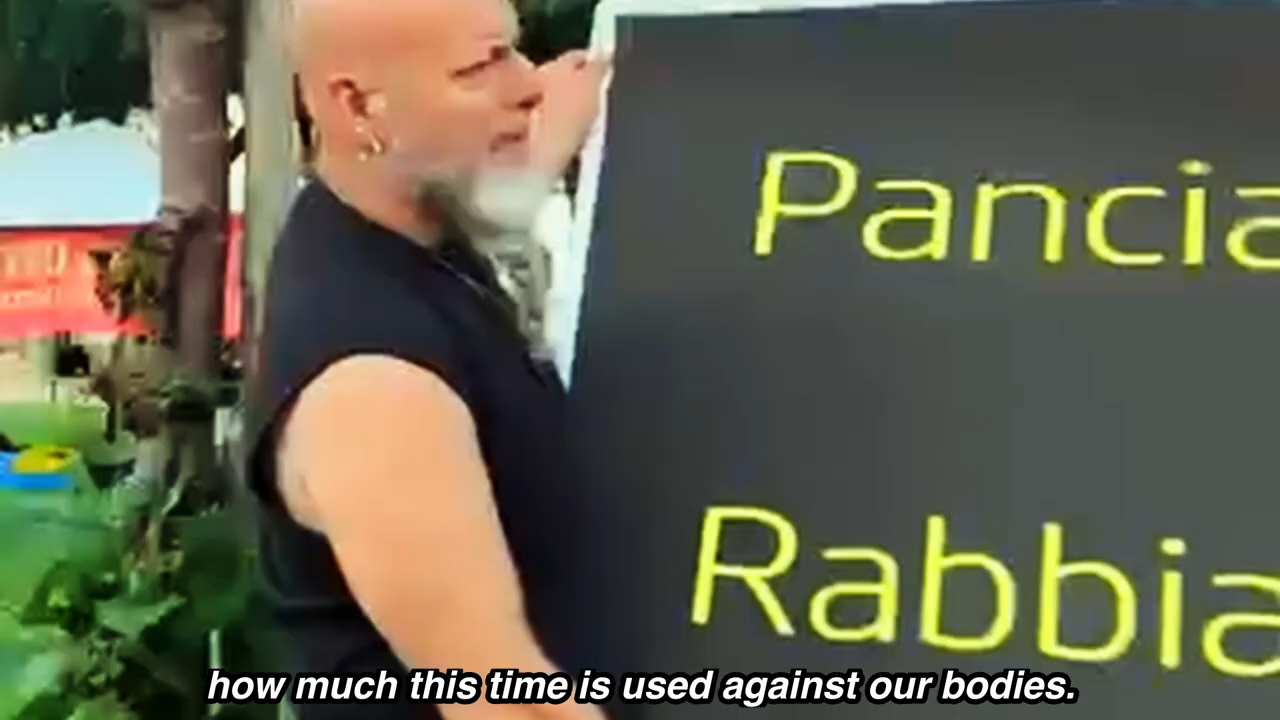 Pancia
Rabbia
how much this time is used against our bodies.